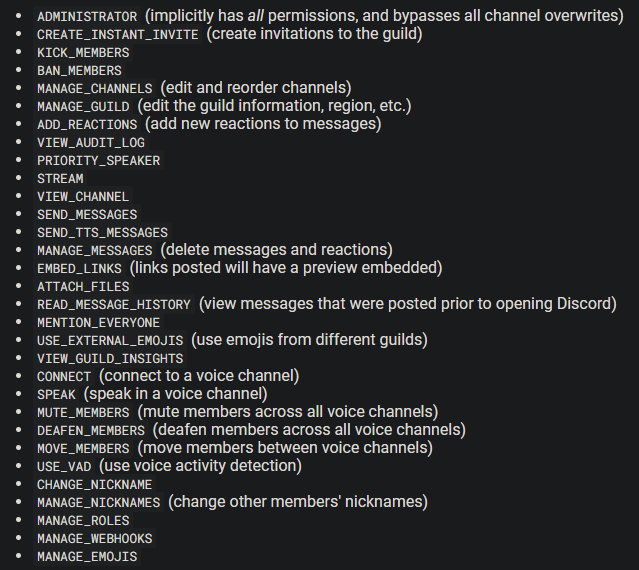 ADMINISTRATOR (implicitly has all permissions, and bypasses all channel overwrites)
CREATE_INSTANT_INVITE (create invitations to the guild)
KICK_MEMBERS
BAN_MEMBERS
MANAGE_CHANNELS (edit and reorder channels)
MANAGE_GUILD (edit the guild information, region, etc.)
ADD_REACTIONS (add new reactions to messages)
VIEW_AUDIT_LOG
PRIORITY_SPEAKER
STREAM
VIEW_CHANNEL
SEND_MESSAGES
SEND_TTS_MESSAGES
MANAGE_MESSAGES (delete messages and reactions)
EMBED_LINKS (links posted will have a preview embedded)
ATTACH_FILES
READ_MESSAGE_HISTORY (view messages that were posted prior to opening Discord)
MENTION_EVERYONE
USE_EXTERNAL_EMOJIS (use emojis from different guilds)
VIEW_GUILD_INSIGHTS
CONNECT (connect to a voice channel)
SPEAK (speak in a voice channel)
MUTE_MEMBERS (mute members across all voice channels)
DEAFEN_MEMBERS (deafen members across all voice channels)
MOVE_MEMBERS (move members between voice channels)
USE_VAD (use voice activity detection)
CHANGE_NICKNAME
MANAGE_NICKNAMES (change other members' nicknames)
MANAGE_ROLES
MANAGE_WEBHOOKS
MANAGE_EMOJIS